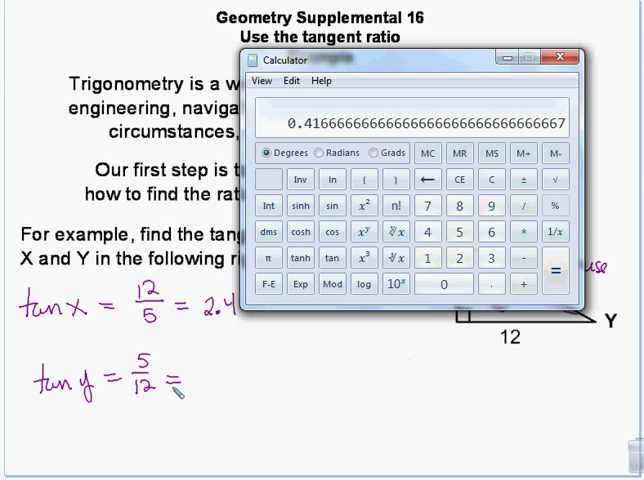 Geometry Supplemental 16
Use the tangent ratio
Example
Calculator
View Edit Help
0.41666666666666666666666666666667
Trigonometry is a w
engineering, naviga
circumstances,
Our first step is t
how to find the rat
For example, find the tang
X and Y in the following ri
Degrees Radians Grads MC MR MS M+ M-
Inv ln ( ) ← CE C ± √
Int sinh sin x² n! 7 8 9 / %
dms cosh cos xʸ ʸ√x 4 5 6 * 1/x
π tanh tan x³ ³√x 1 2 3 - =
F-E Exp Mod log 10ˣ 0 . +
use
tan X = 12/5 = 2.4
Y
12
tan y = 5/12 =